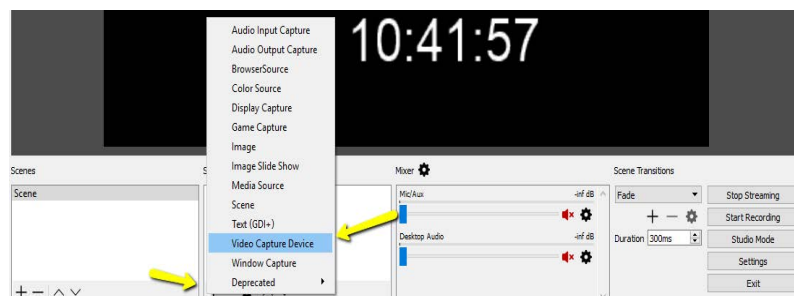 10:41:57
Audio Input Capture
Audio Output Capture
BrowserSource
Color Source
Display Capture
Game Capture
Image
Image Slide Show
Media Source
Scene
Text (GDI+)
Video Capture Device
Window Capture
Deprecated
Scenes
Scene
Mixer
Mic/Aux -inf dB
Desktop Audio -inf dB
Scene Transitions
Fade
Duration 300ms
Stop Streaming
Start Recording
Studio Mode
Settings
Exit